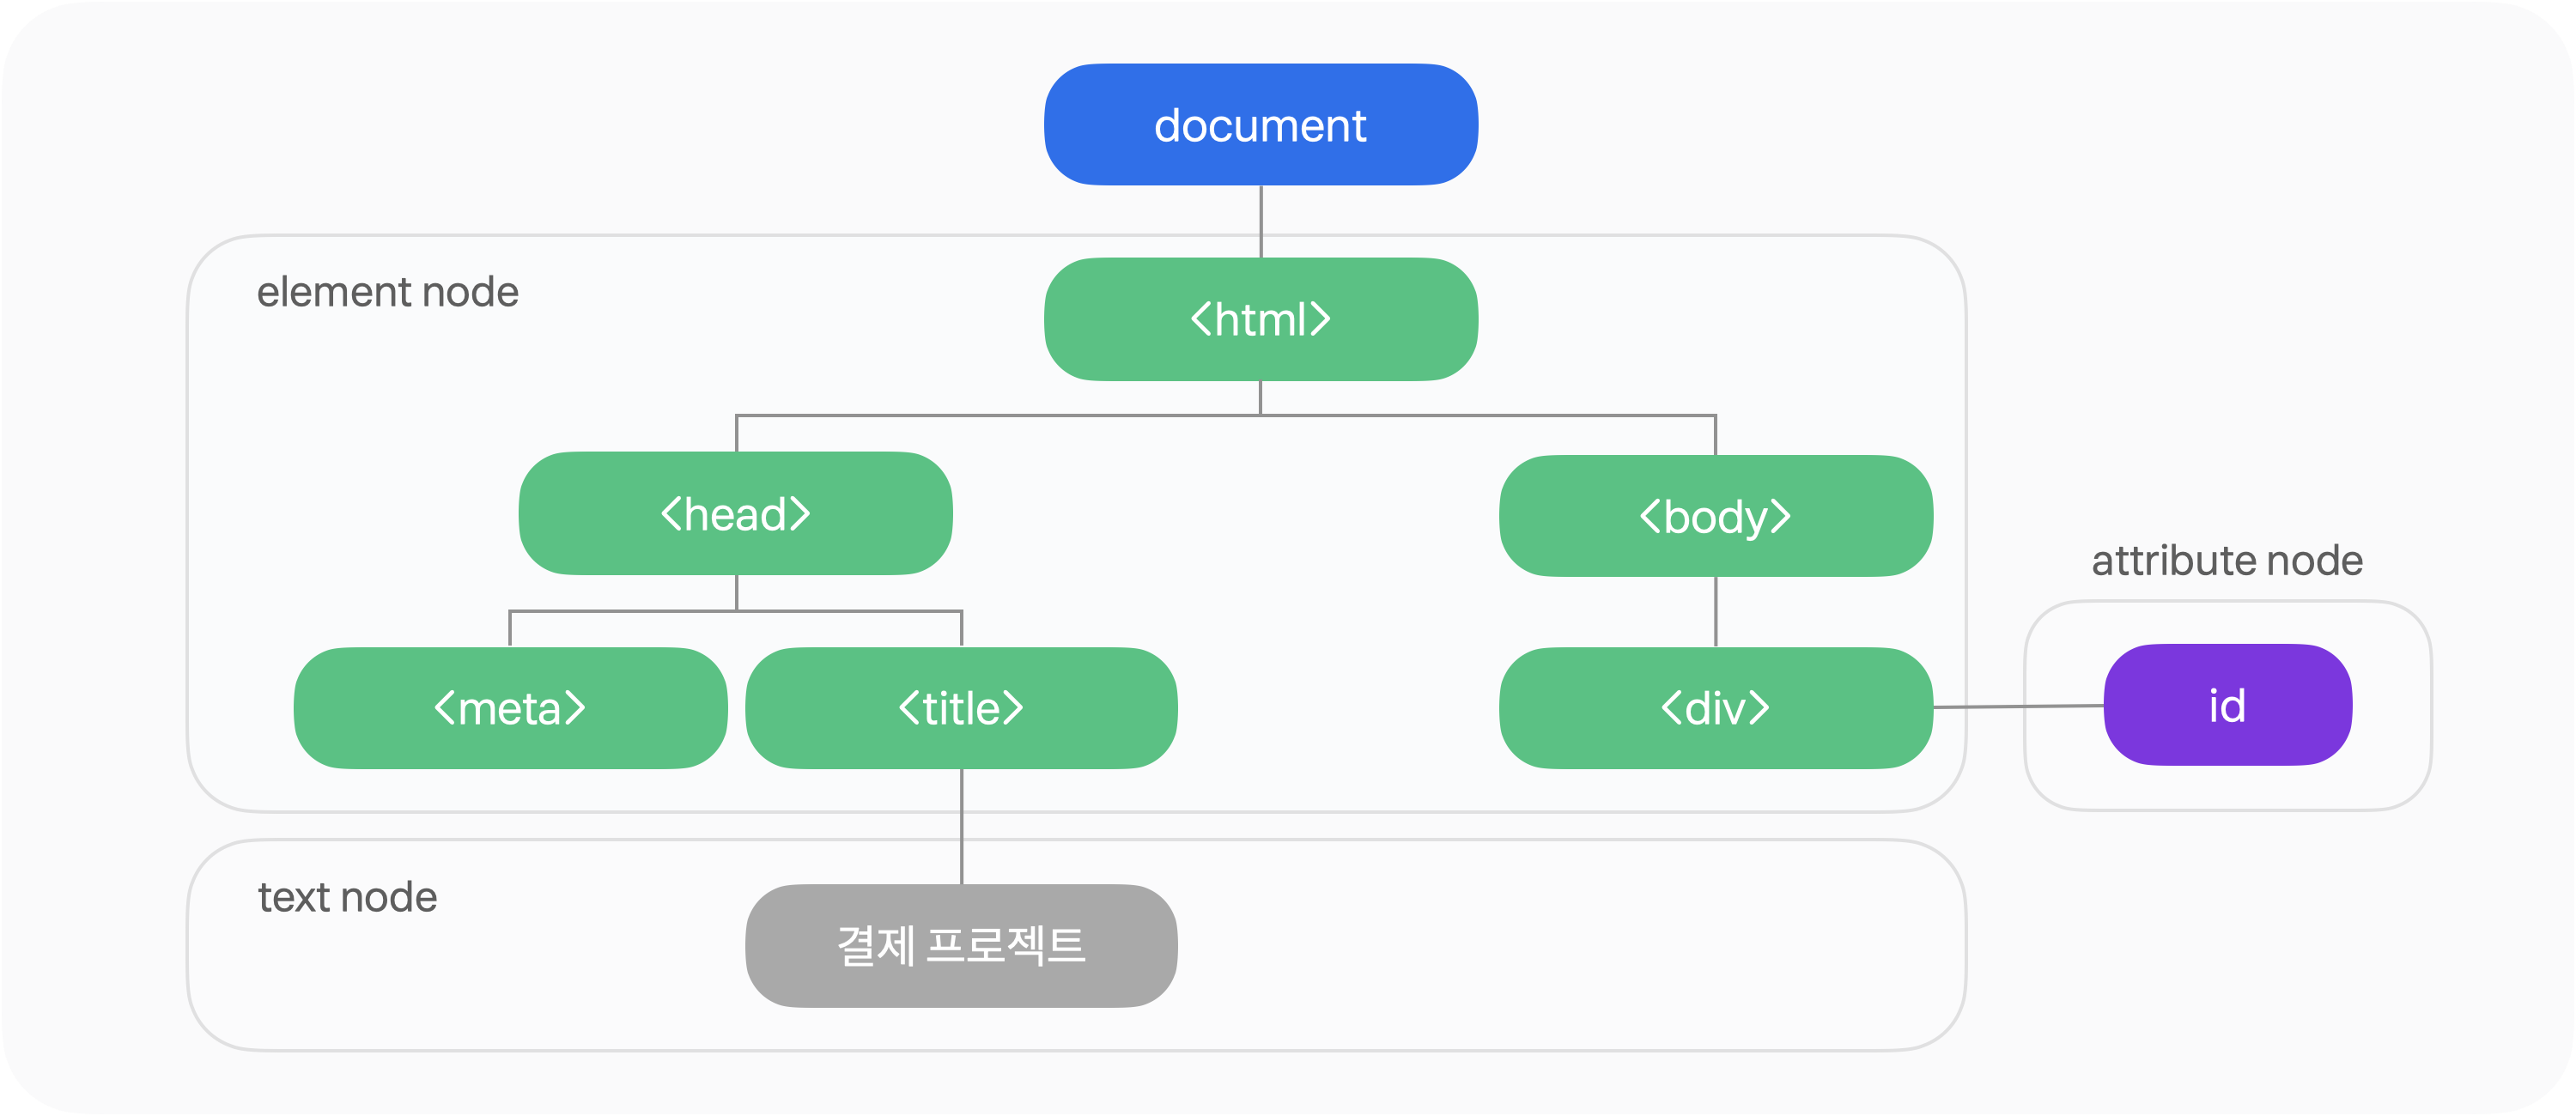 document
element node
<html>
<head>
<body>
attribute node
<meta>
<title>
<div>
id
text node
결제 프로젝트